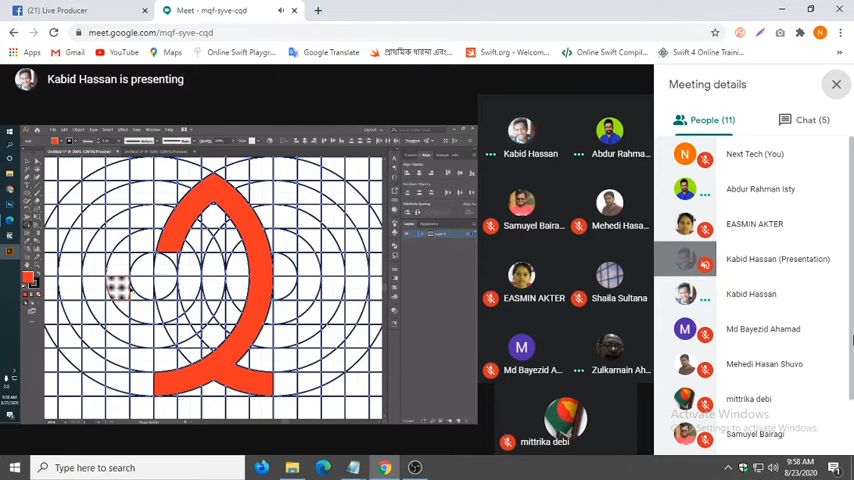 (21) Live Producer
Meet - mqf-syve-cqd
meet.google.com/mqf-syve-cqd
Apps
Gmail
YouTube
Maps
Online Swift Playgr...
Google Translate
প্রাথমিক ধারনা এবং...
Swift.org - Welcom...
Online Swift Compil...
Swift 4 Online Traini...
Kabid Hassan is presenting
Meeting details
People (11)
Chat (5)
Kabid Hassan
Abdur Rahma...
Samuyel Baira...
Mehedi Hasa...
EASMIN AKTER
Shaila Sultana
Md Bayezid A...
Zulkarnain Ah...
mittrika debi
N
Next Tech (You)
Abdur Rahman Isty
EASMIN AKTER
Kabid Hassan (Presentation)
Kabid Hassan
M
Md Bayezid Ahamad
Mehedi Hasan Shuvo
mittrika debi
Samuyel Bairagi
Activate Windows
Go to Settings to activate Windows.
Type here to search
9:58 AM
8/23/2020